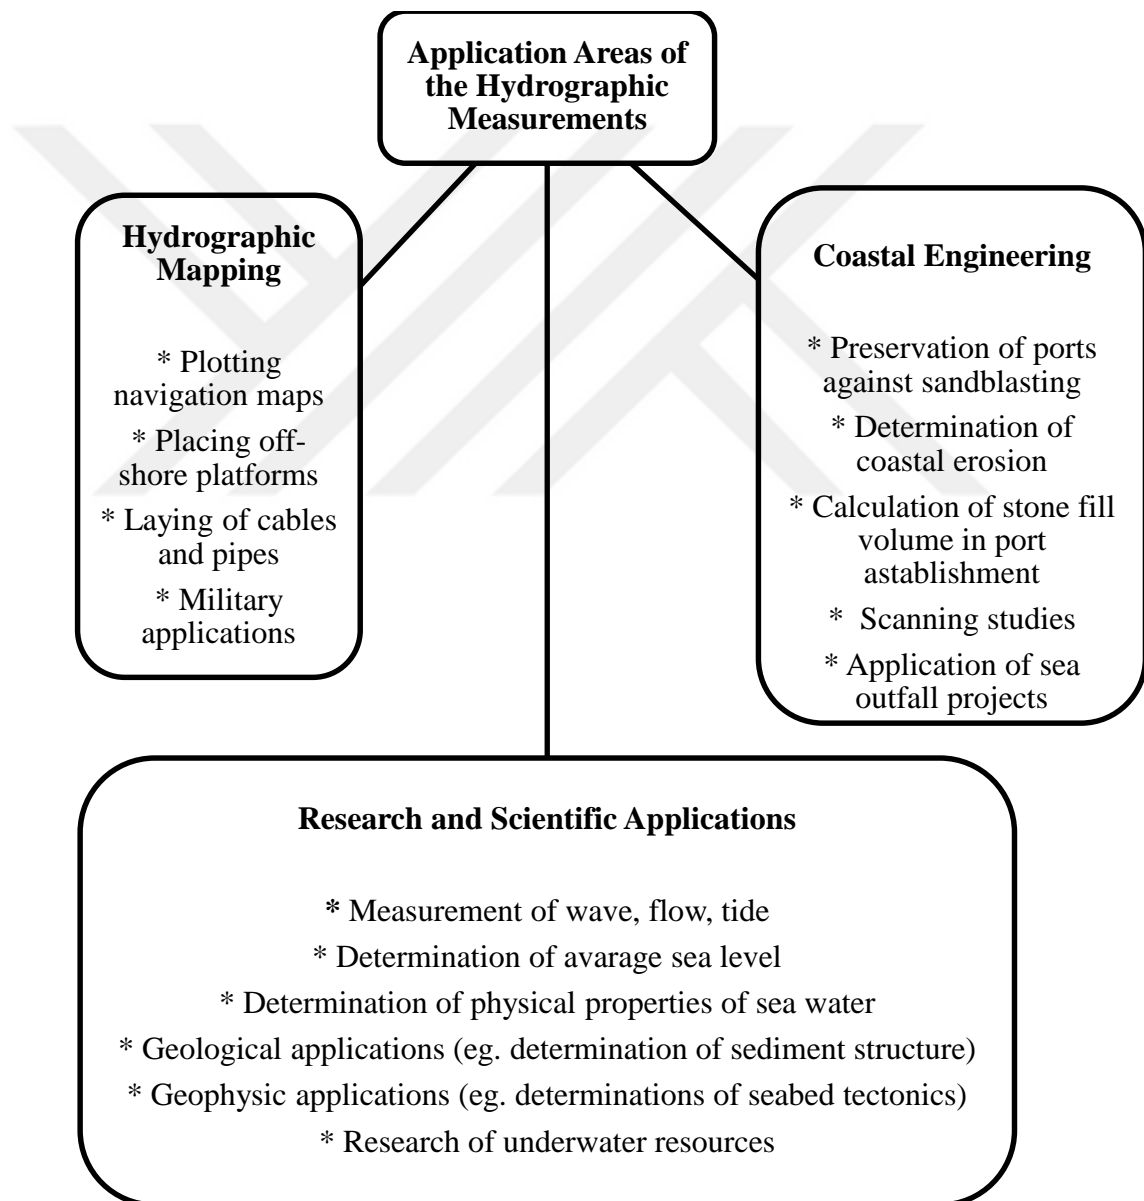 Application Areas of
the Hydrographic
Measurements
Hydrographic
Mapping
* Plotting
navigation maps
* Placing off-
shore platforms
* Laying of cables
and pipes
* Military
applications
Coastal Engineering
* Preservation of ports
against sandblasting
* Determination of
coastal erosion
* Calculation of stone fill
volume in port
astablishment
* Scanning studies
* Application of sea
outfall projects
Research and Scientific Applications
* Measurement of wave, flow, tide
* Determination of avarage sea level
* Determination of physical properties of sea water
* Geological applications (eg. determination of sediment structure)
* Geophysic applications (eg. determinations of seabed tectonics)
* Research of underwater resources